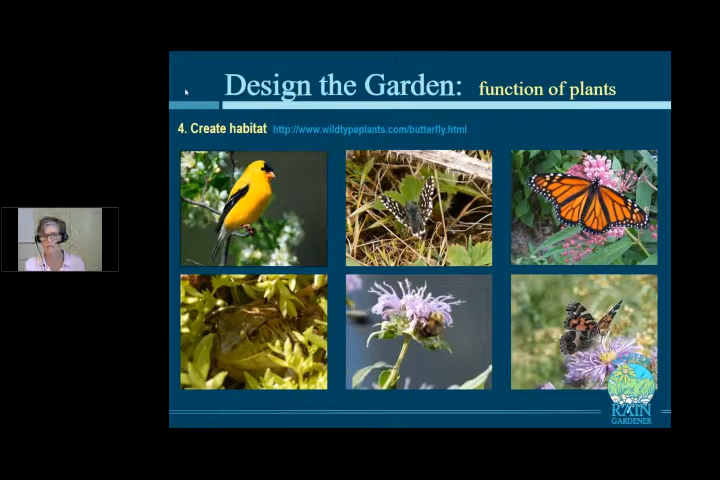 Design the Garden: function of plants
4. Create habitat http://www.wildtypeplants.com/butterfly.html
RAIN
GARDENER